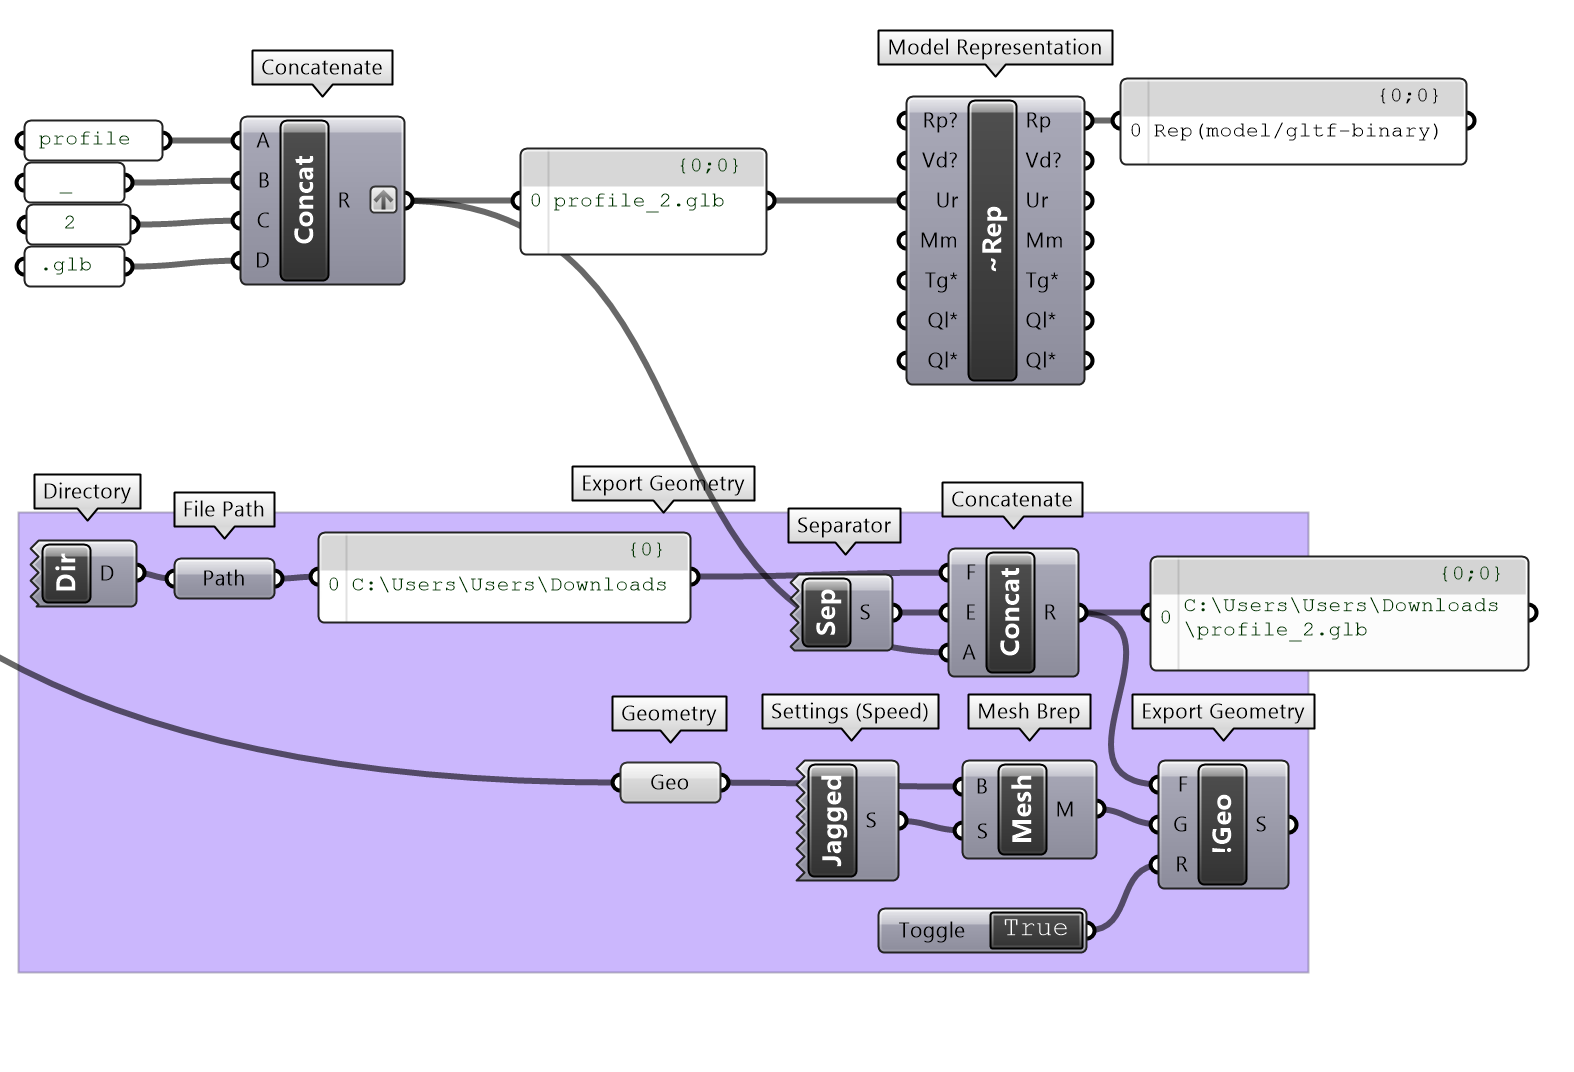 Concatenate
profile
_
2
.glb
A
B
C
D
Concat
R
{0;0}
0 profile_2.glb
Model Representation
Rp?
Vd?
Ur
Mm
Tg*
Ql*
Ql*
~Rep
Rp
Vd?
Ur
Mm
Tg*
Ql*
Ql*
{0;0}
0 Rep(model/gltf-binary)
Directory
File Path
Export Geometry
Separator
Concatenate
Dir
D
Path
{0}
0 C:\Users\Users\Downloads
Sep
S
F
E
A
Concat
R
{0;0}
0 C:\Users\Users\Downloads
\profile_2.glb
Geometry
Settings (Speed)
Mesh Brep
Export Geometry
Geo
Jagged
S
B
S
Mesh
M
F
G
R
!Geo
S
Toggle True